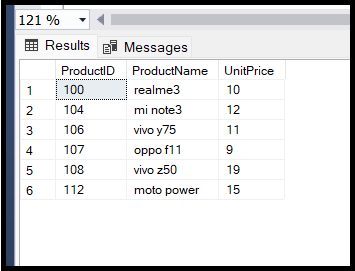 121 %
Results Messages
ProductID ProductName UnitPrice
1 100 realme3 10
2 104 mi note3 12
3 106 vivo y75 11
4 107 oppo f11 9
5 108 vivo z50 19
6 112 moto power 15